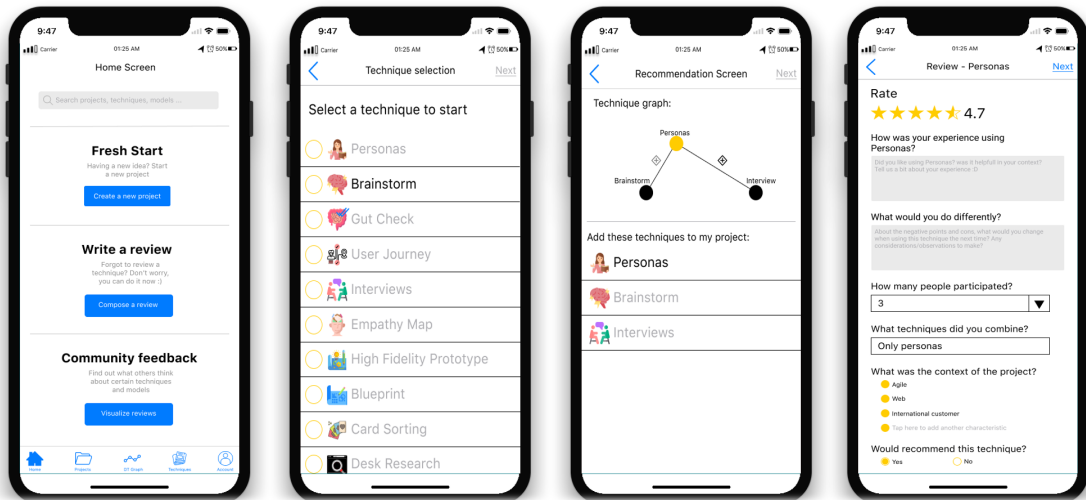 9:47
Carrier
01:25 AM
50%
Home Screen
Search projects, techniques, models ...
Fresh Start
Having a new idea? Start
a new project
Create a new project
Write a review
Forgot to review a
technique? Don't worry,
you can do it now :)
Compose a review
Community feedback
Find out what others think
about certain techniques
and models
Visualize reviews
Home
Projects
DT Graph
Techniques
Account
9:47
Carrier
01:25 AM
50%
Technique selection
Next
Select a technique to start
Personas
Brainstorm
Gut Check
User Journey
Interviews
Empathy Map
High Fidelity Prototype
Blueprint
Card Sorting
Desk Research
9:47
Carrier
01:25 AM
50%
Recommendation Screen
Next
Technique graph:
Personas
Brainstorm
Interview
Add these techniques to my project:
Personas
Brainstorm
Interviews
9:47
Carrier
01:25 AM
50%
Review - Personas
Next
Rate
4.7
How was your experience using
Personas?
Did you like using Personas? was it helpfull in your context?
Tell us a bit about your experience :D
What would you do differently?
About the negative points and cons, what would you change
when using this technique the next time? Any
considerations/observations to make?
How many people participated?
3
What techniques did you combine?
Only personas
What was the context of the project?
Agile
Web
International customer
Tap here to add another characteristic
Would recommend this technique?
Yes
No